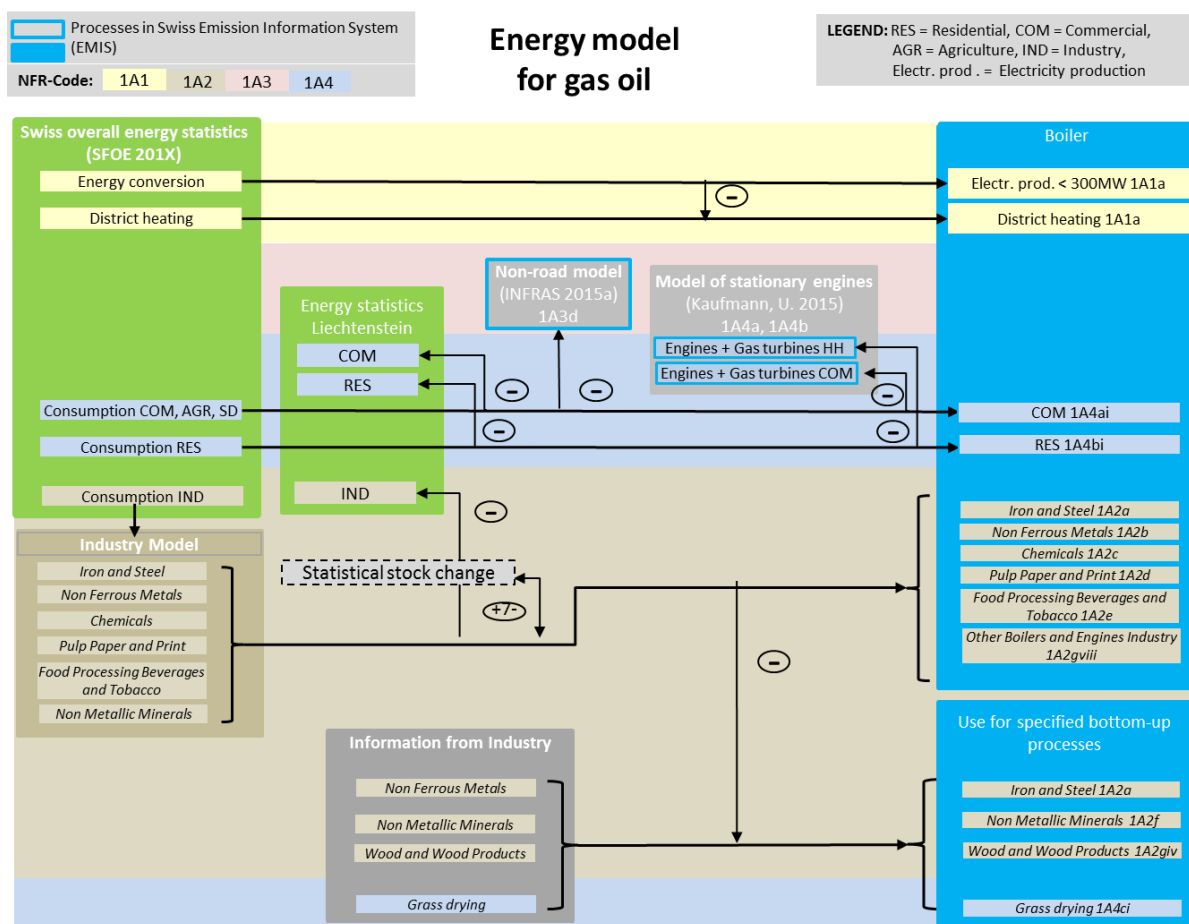 Processes in Swiss Emission Information System
(EMIS)
NFR-Code:
1A1
1A2
1A3
1A4
Energy model
for gas oil
LEGEND: RES = Residential, COM = Commercial,
AGR = Agriculture, IND = Industry,
Electr. prod . = Electricity production
Swiss overall energy statistics
(SFOE 201X)
Energy conversion
District heating
Consumption COM, AGR, SD
Consumption RES
Consumption IND
Boiler
Electr. prod. < 300MW 1A1a
District heating 1A1a
-
Energy statistics
Liechtenstein
COM
RES
IND
Non-road model
(INFRAS 2015a)
1A3d
Model of stationary engines
(Kaufmann, U. 2015)
1A4a, 1A4b
Engines + Gas turbines HH
Engines + Gas turbines COM
-
-
-
-
-
COM 1A4ai
RES 1A4bi
-
Industry Model
Iron and Steel
Non Ferrous Metals
Chemicals
Pulp Paper and Print
Food Processing Beverages
and Tobacco
Non Metallic Minerals
Statistical stock change
+7-
-
Iron and Steel 1A2a
Non Ferrous Metals 1A2b
Chemicals 1A2c
Pulp Paper and Print 1A2d
Food Processing Beverages and
Tobacco 1A2e
Other Boilers and Engines Industry
1A2gviii
Information from Industry
Non Ferrous Metals
Non Metallic Minerals
Wood and Wood Products
Grass drying
Use for specified bottom-up
processes
Iron and Steel 1A2a
Non Metallic Minerals 1A2f
Wood and Wood Products 1A2giv
Grass drying 1A4ci